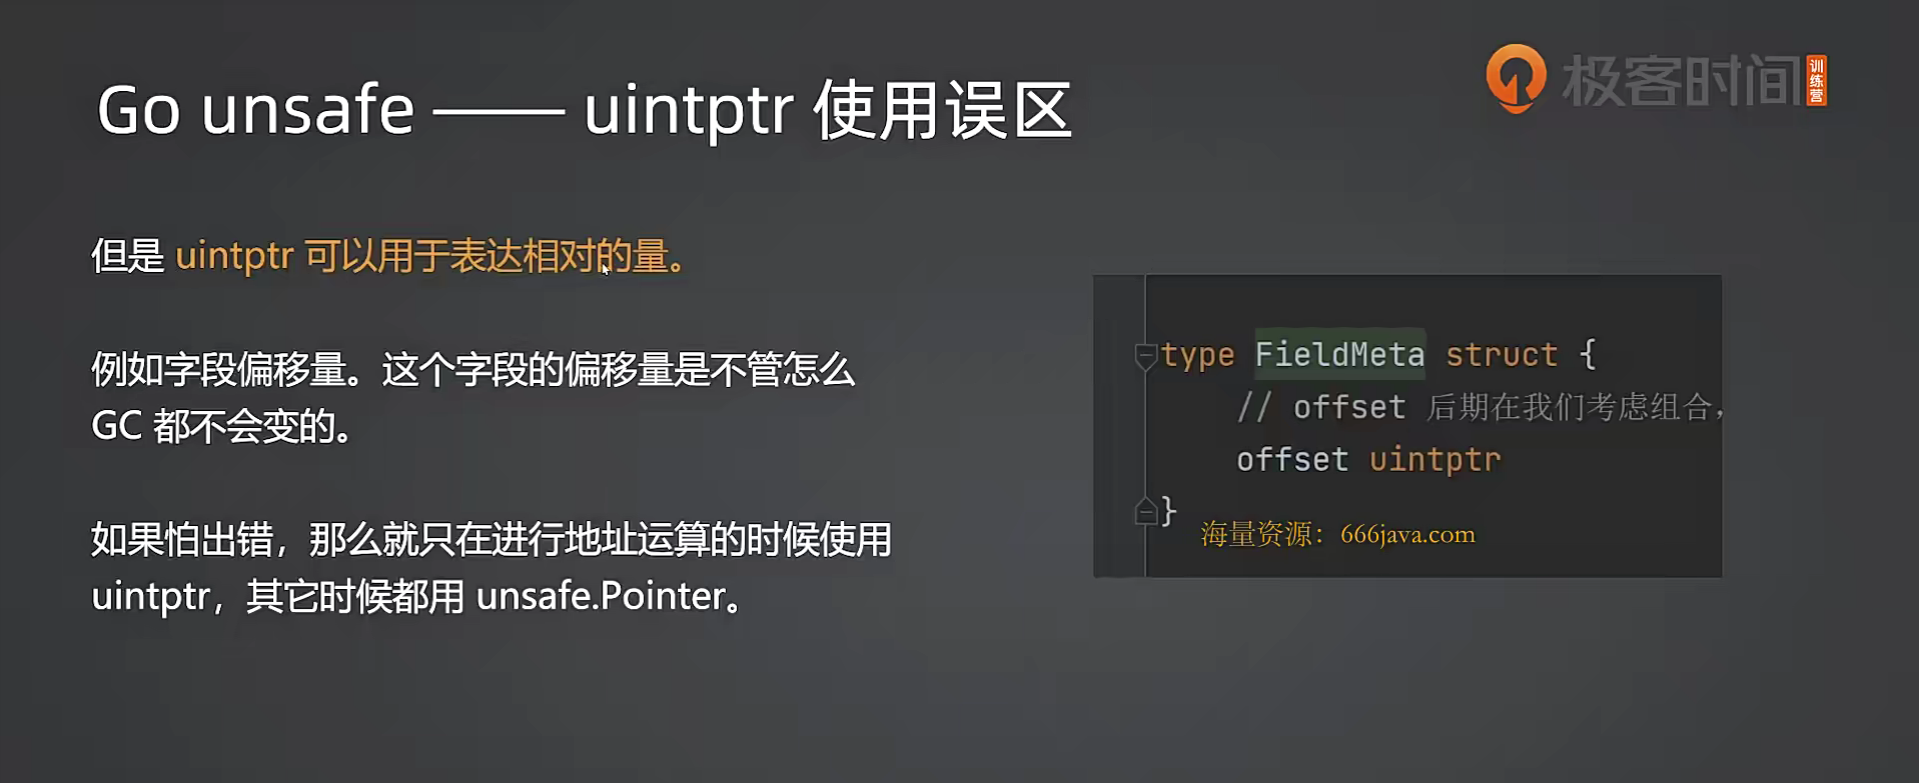 Go unsafe —— uintptr 使用误区
极客时间
训练营
但是 uintptr 可以用于表达相对的量。
例如字段偏移量。这个字段的偏移量是不管怎么
GC 都不会变的。
如果怕出错，那么就只在进行地址运算的时候使用
uintptr，其它时候都用 unsafe.Pointer。
type FieldMeta struct {
// offset 后期在我们考虑组合，
offset uintptr
}
海量资源：666java.com